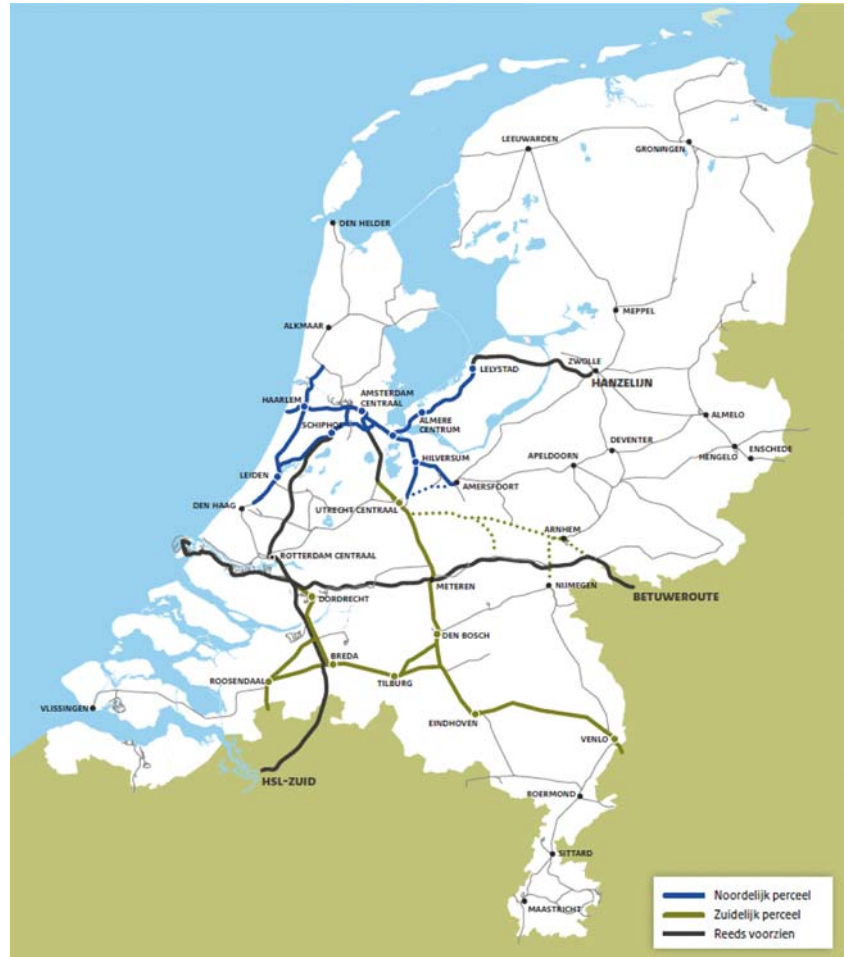 LEEUWARDEN
GRONINGEN
DEN HELDER
MEPPEL
ALKMAAR
ZWOLLE
LELYSTAD
HANZELIJN
HAARLEM
AMSTERDAM
CENTRAAL
ALMERE
CENTRUM
ALMELO
SCHIPHOL
DEVENTER
HENGELO
ENSCHEDE
HILVERSUM
APELDOORN
LEIDEN
AMERSFOORT
DEN HAAG
UTRECHT CENTRAAL
ARNHEM
ROTTERDAM CENTRAAL
METEREN
NIJMEGEN
BETUWEROUTE
DORDRECHT
DEN BOSCH
BREDA
ROOSENDAAL
TILBURG
VLISSINGEN
EINDHOVEN
VENLO
HSL-ZUID
ROERMOND
SITTARD
MAASTRICHT
Noordelijk perceel
Zuidelijk perceel
Reeds voorzien